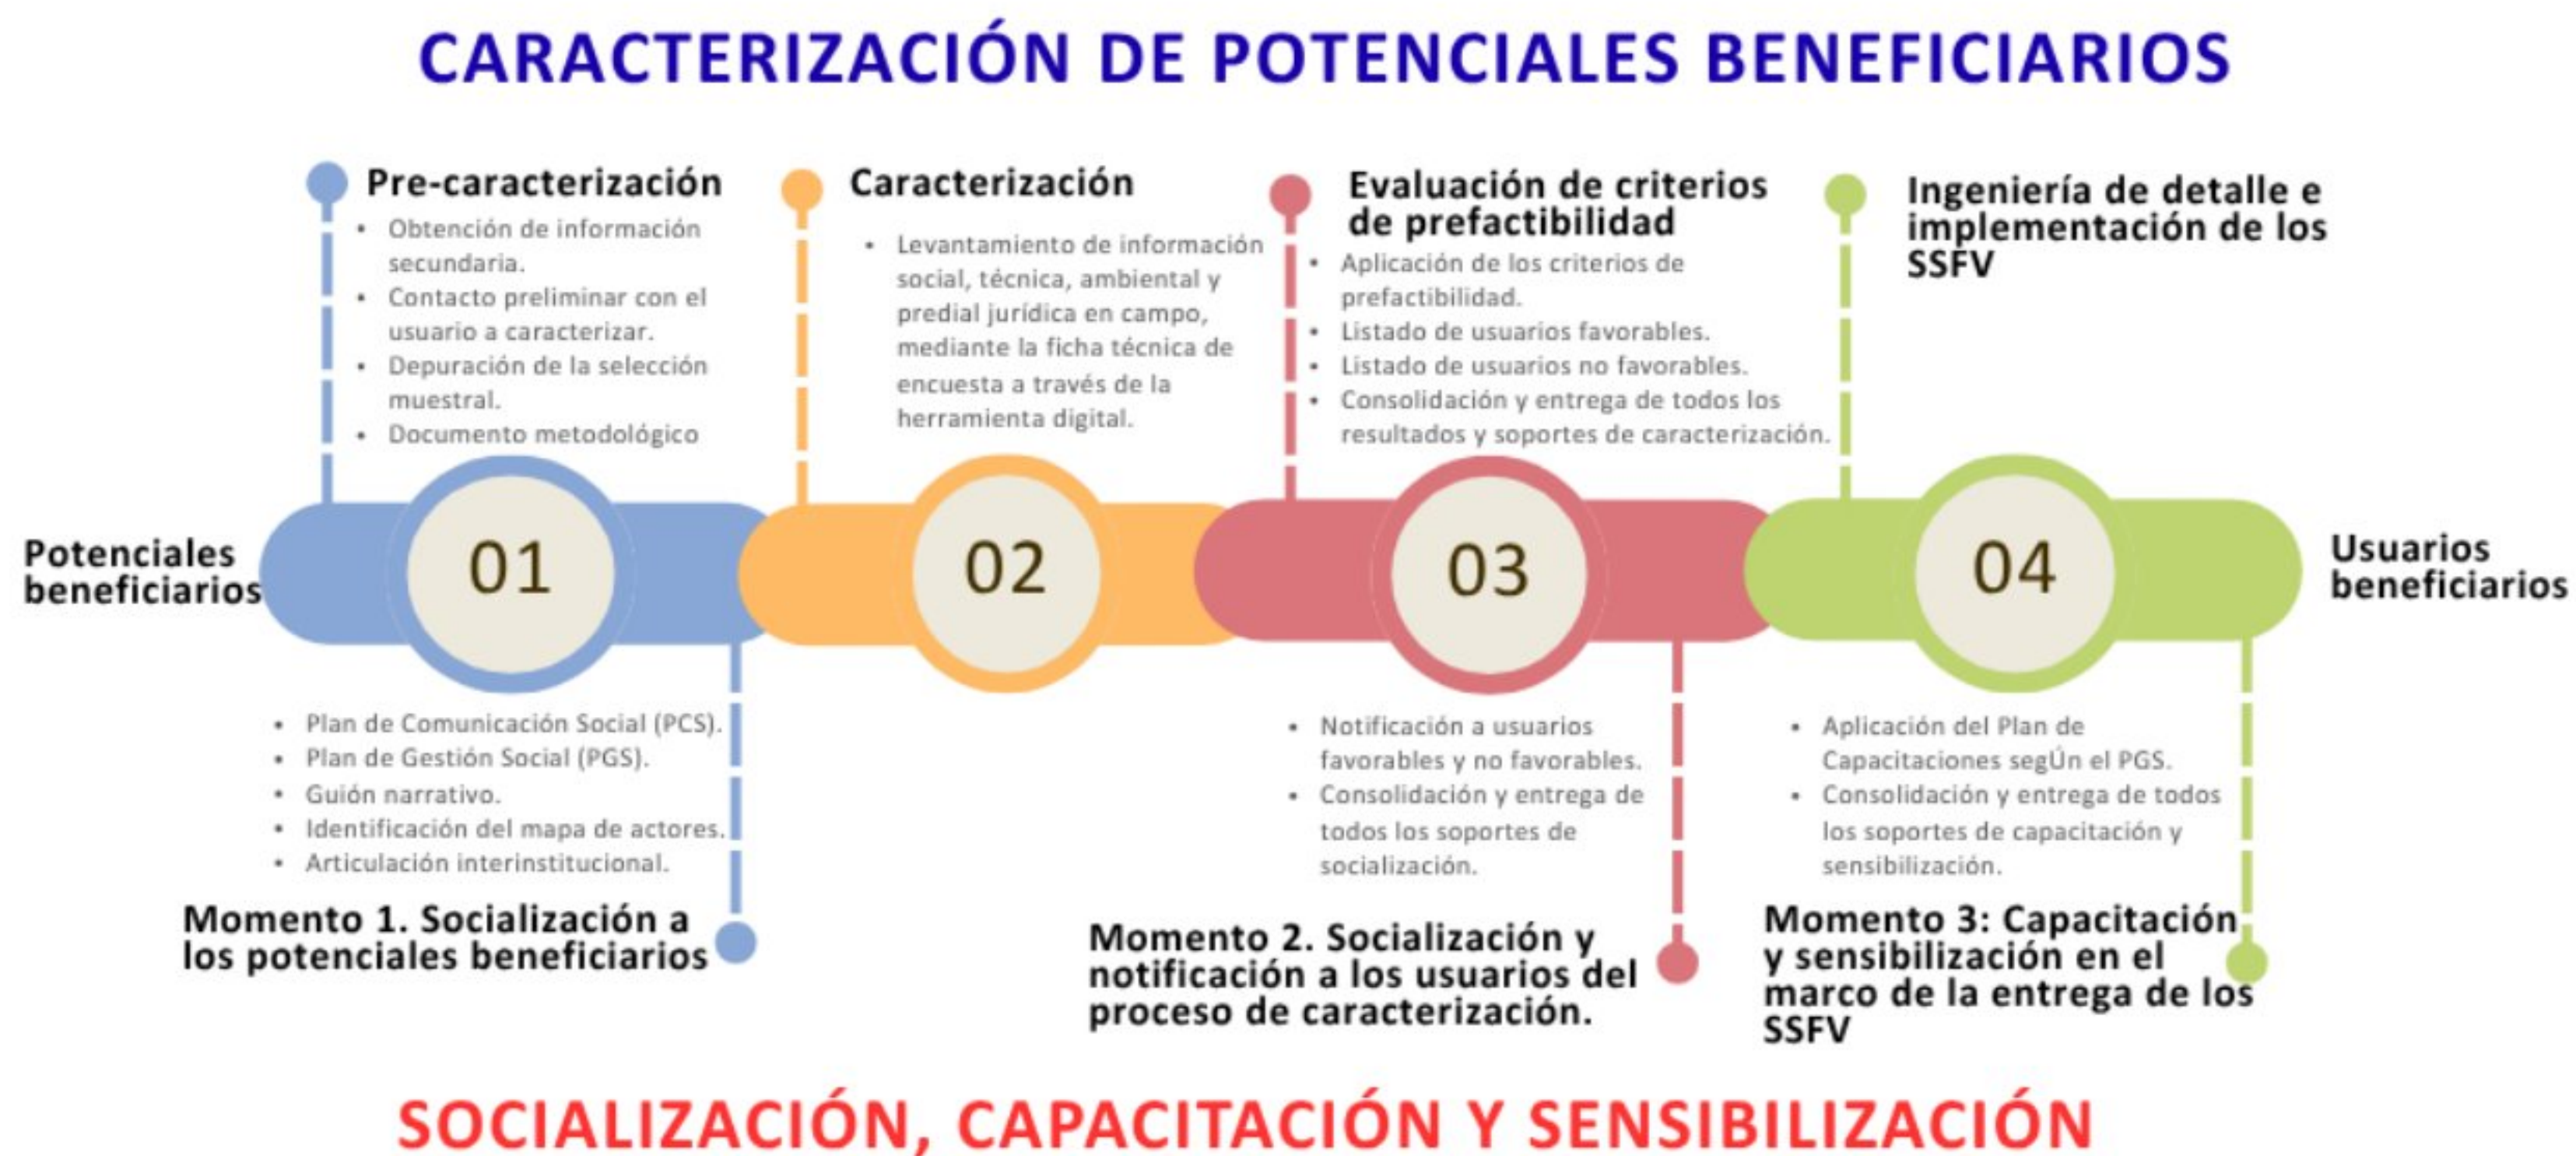 CARACTERIZACIÓN DE POTENCIALES BENEFICIARIOS
Pre-caracterización
• Obtención de información
secundaria.
• Contacto preliminar con el
usuario a caracterizar.
• Depuración de la selección
muestral.
• Documento metodológico
Caracterización
• Levantamiento de información
social, técnica, ambiental y
predial jurídica en campo,
mediante la ficha técnica de
encuesta a través de la
herramienta digital.
Evaluación de criterios
de prefactibilidad
• Aplicación de los criterios de
prefactibilidad.
• Listado de usuarios favorables.
• Listado de usuarios no favorables.
• Consolidación y entrega de todos los
resultados y soportes de caracterización.
Ingeniería de detalle e
implementación de los
SSFV
Potenciales
beneficiarios
01
02
03
04
Usuarios
beneficiarios
• Plan de Comunicación Social (PCS).
• Plan de Gestión Social (PGS).
• Guión narrativo.
• Identificación del mapa de actores.
• Articulación interinstitucional.
Momento 1. Socialización a
los potenciales beneficiarios
• Notificación a usuarios
favorables y no favorables.
• Consolidación y entrega de
todos los soportes de
socialización.
Momento 2. Socialización y
notificación a los usuarios del
proceso de caracterización.
• Aplicación del Plan de
Capacitaciones segÚn el PGS.
• Consolidación y entrega de todos
los soportes de capacitación y
sensibilización.
Momento 3: Capacitación
y sensibilización en el
marco de la entrega de los
SSFV
SOCIALIZACIÓN, CAPACITACIÓN Y SENSIBILIZACIÓN